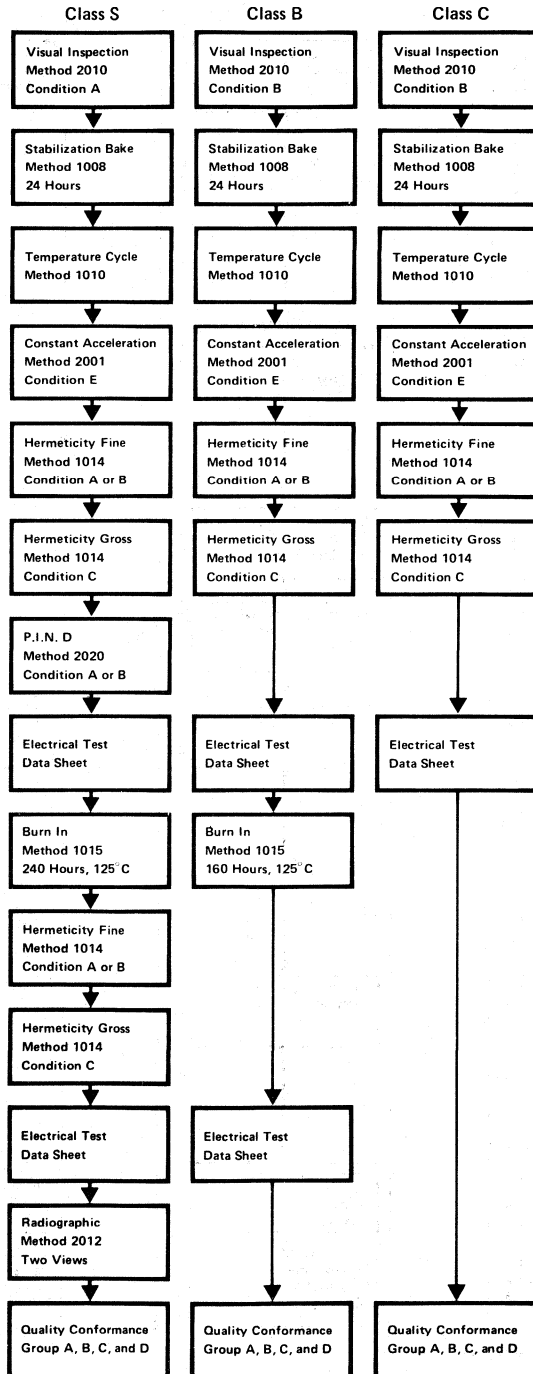 Class S
Visual Inspection
Method 2010
Condition A
Stabilization Bake
Method 1008
24 Hours
Temperature Cycle
Method 1010
Constant Acceleration
Method 2001
Condition E
Hermeticity Fine
Method 1014
Condition A or B
Hermeticity Gross
Method 1014
Condition C
P.I.N. D
Method 2020
Condition A or B
Electrical Test
Data Sheet
Burn In
Method 1015
240 Hours, 125°C
Hermeticity Fine
Method 1014
Condition A or B
Hermeticity Gross
Method 1014
Condition C
Electrical Test
Data Sheet
Radiographic
Method 2012
Two Views
Quality Conformance
Group A, B, C, and D
Class B
Visual Inspection
Method 2010
Condition B
Stabilization Bake
Method 1008
24 Hours
Temperature Cycle
Method 1010
Constant Acceleration
Method 2001
Condition E
Hermeticity Fine
Method 1014
Condition A or B
Hermeticity Gross
Method 1014
Condition C
Electrical Test
Data Sheet
Burn In
Method 1015
160 Hours, 125°C
Electrical Test
Data Sheet
Quality Conformance
Group A, B, C, and D
Class C
Visual Inspection
Method 2010
Condition B
Stabilization Bake
Method 1008
24 Hours
Temperature Cycle
Method 1010
Constant Acceleration
Method 2001
Condition E
Hermeticity Fine
Method 1014
Condition A or B
Hermeticity Gross
Method 1014
Condition C
Electrical Test
Data Sheet
Quality Conformance
Group A, B, C, and D